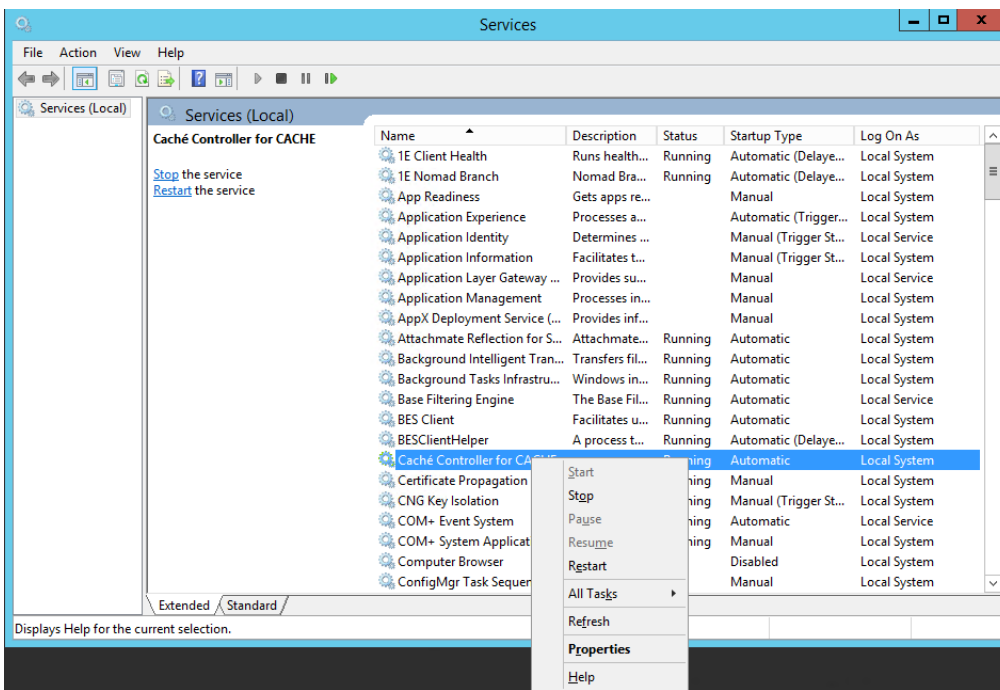 Services
File Action View Help
Services (Local)
Services (Local)
Caché Controller for CACHE
Stop the service
Restart the service
Name Description Status Startup Type Log On As
1E Client Health Runs health... Running Automatic (Delaye... Local System
1E Nomad Branch Nomad Bra... Running Automatic (Delaye... Local System
App Readiness Gets apps re... Manual Local System
Application Experience Processes a... Automatic (Trigger... Local System
Application Identity Determines ... Manual (Trigger St... Local Service
Application Information Facilitates t... Manual (Trigger St... Local System
Application Layer Gateway ... Provides su... Manual Local Service
Application Management Processes in... Manual Local System
AppX Deployment Service (... Provides inf... Manual Local System
Attachmate Reflection for S... Attachmate... Running Automatic Local System
Background Intelligent Tran... Transfers fil... Running Automatic Local System
Background Tasks Infrastru... Windows in... Running Automatic Local System
Base Filtering Engine The Base Fil... Running Automatic Local Service
BES Client Facilitates u... Running Automatic Local System
BESClientHelper A process t... Running Automatic (Delaye... Local System
Caché Controller for CACHE ning Automatic Local System
Certificate Propagation ning Manual Local System
CNG Key Isolation ning Manual (Trigger St... Local System
COM+ Event System ning Automatic Local Service
COM+ System Applicat ning Manual Local System
Computer Browser Disabled Local System
ConfigMgr Task Sequen Manual Local System
Start
Stop
Pause
Resume
Restart
All Tasks
Refresh
Properties
Help
Extended Standard
Displays Help for the current selection.